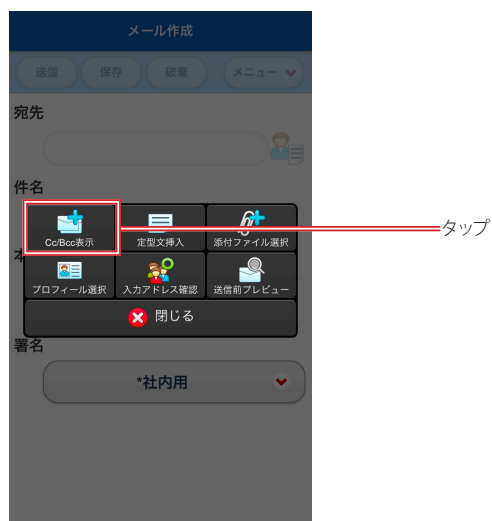 メール作成
送信 保存 破棄 メニュー
宛先
件名
Cc/Bcc表示 定型文挿入 添付ファイル選択
タップ
本
プロフィール選択 入力アドレス確認 送信前プレビュー
閉じる
署名
*社内用